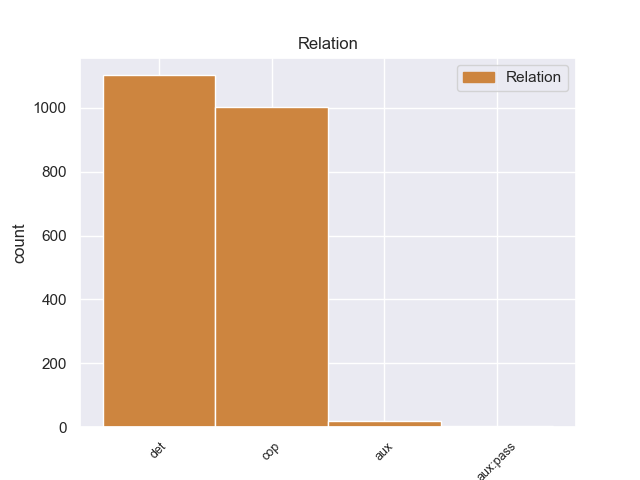 Relation
Relation
1000
800
600
400
200
0
count
det
cop
aux
aux:pass